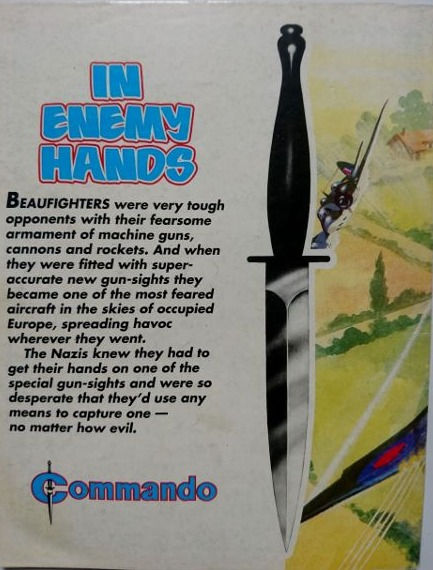 IN
ENEMY
HANDS
BEAUFIGHTERS were very tough
opponents with their fearsome
armament of machine guns,
cannons and rockets. And when
they were fitted with super-
accurate new gun-sights they
became one of the most feared
aircraft in the skies of occupied
Europe, spreading havoc
wherever they went.
The Nazis knew they had to
get their hands on one of the
special gun-sights and were so
desperate that they'd use any
means to capture one —
no matter how evil.
Commando